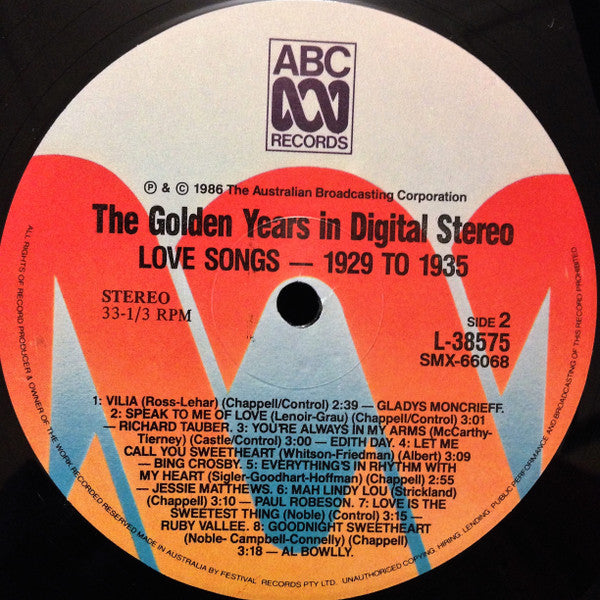 ABC
RECORDS
℗ & © 1986 The Australian Broadcasting Corporation
The Golden Years in Digital Stereo
LOVE SONGS — 1929 TO 1935
STEREO
33-1/3 RPM
SIDE 2
L-38575
SMX-66068
1: VILIA (Ross-Lehar) (Chappell/Control) 2:39 — GLADYS MONCRIEFF.
2: SPEAK TO ME OF LOVE (Lenoir-Grau) (Chappell/Control) 3:01
— RICHARD TAUBER. 3: YOU'RE ALWAYS IN MY ARMS (McCarthy-
Tierney) (Castle/Control) 3:00 — EDITH DAY. 4: LET ME
CALL YOU SWEETHEART (Whitson-Friedman) (Albert) 3:09
— BING CROSBY. 5: EVERYTHING'S IN RHYTHM WITH
MY HEART (Sigler-Goodhart-Hoffman) (Chappell) 2:55
— JESSIE MATTHEWS. 6: MAH LINDY LOU (Strickland)
(Chappell) 3:10 — PAUL ROBESON. 7: LOVE IS THE
SWEETEST THING (Noble) (Control) 3:15 —
RUBY VALLEE. 8: GOODNIGHT SWEETHEART
(Noble- Campbell-Connelly) (Chappell)
3:18 — AL BOWLLY.
ALL RIGHTS OF RECORD PRODUCER & OWNER OF THE WORK RECORDED RESERVED MADE IN AUSTRALIA BY FESTIVAL RECORDS PTY LTD. UNAUTHORISED COPYING, HIRING, LENDING, PUBLIC PERFORMANCE AND BROADCASTING OF THIS RECORD PROHIBITED